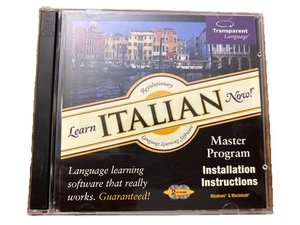 Transparent
Language®
Revolutionary
Learn ITALIAN Now!
Language Learning Software
Master
Program
Language learning
software that really
works. Guaranteed!
Installation
Instructions
Windows® & Macintosh®